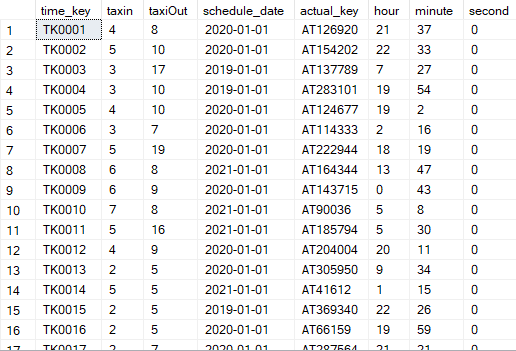 time_key taxin taxiOut schedule_date actual_key hour minute second
1 TK0001 4 8 2020-01-01 AT126920 21 37 0
2 TK0002 5 10 2020-01-01 AT154202 22 33 0
3 TK0003 3 17 2019-01-01 AT137789 7 27 0
4 TK0004 3 10 2019-01-01 AT283101 19 54 0
5 TK0005 4 10 2020-01-01 AT124677 19 2 0
6 TK0006 3 7 2020-01-01 AT114333 2 16 0
7 TK0007 5 19 2020-01-01 AT222944 18 19 0
8 TK0008 6 8 2021-01-01 AT164344 13 47 0
9 TK0009 6 9 2020-01-01 AT143715 0 43 0
10 TK0010 7 8 2021-01-01 AT90036 5 8 0
11 TK0011 5 16 2021-01-01 AT185794 5 30 0
12 TK0012 4 9 2020-01-01 AT204004 20 11 0
13 TK0013 2 5 2020-01-01 AT305950 9 34 0
14 TK0014 5 5 2021-01-01 AT41612 1 15 0
15 TK0015 2 5 2019-01-01 AT369340 22 26 0
16 TK0016 2 5 2020-01-01 AT66159 19 59 0
17 TK0017 2 7 2020-01-01 AT287564 21 21 0